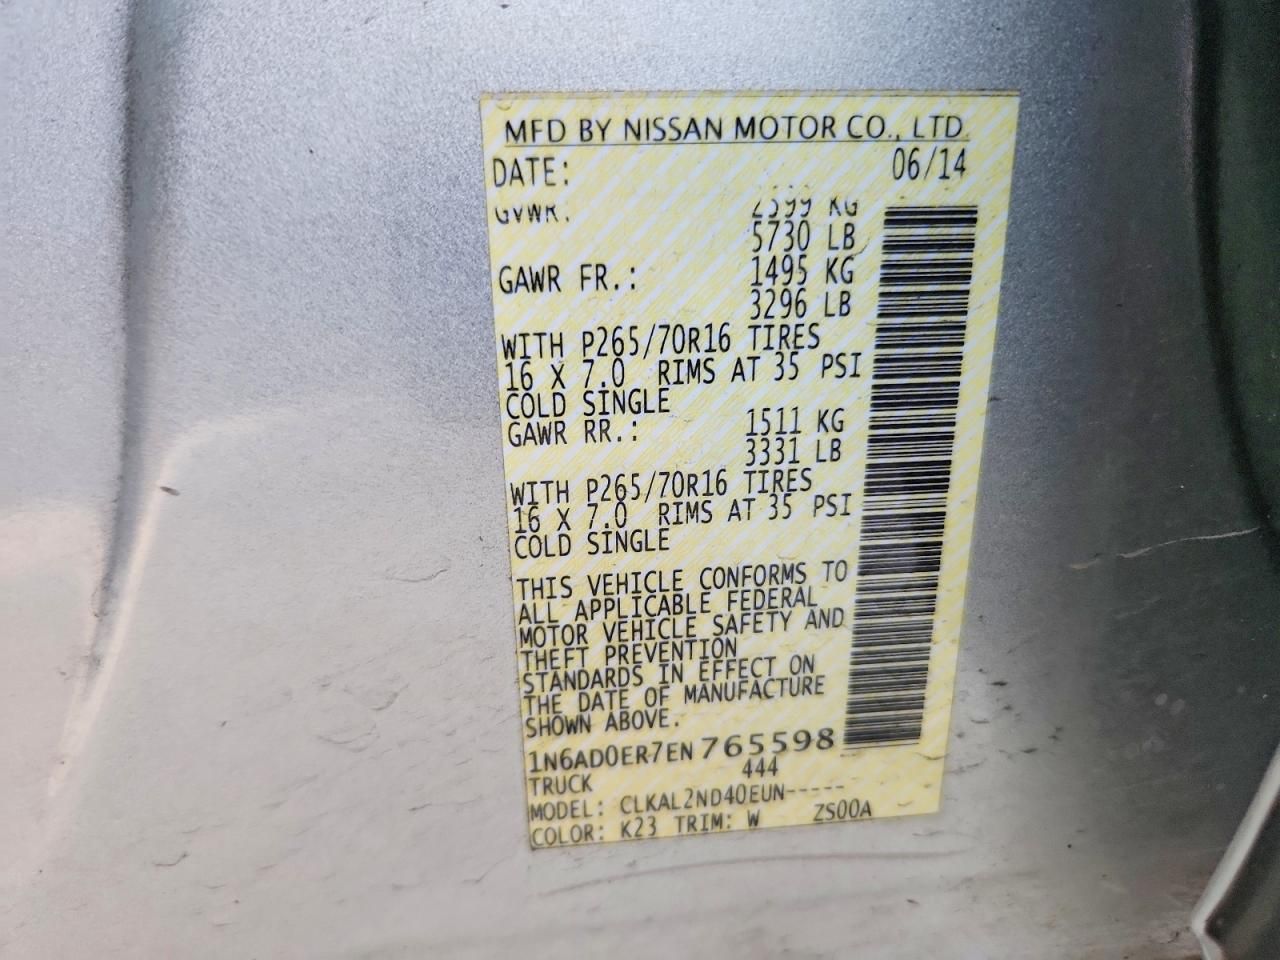 MFD BY NISSAN MOTOR CO., LTD.
DATE: 06/14
GVWR: 2599 KG
5730 LB
GAWR FR.: 1495 KG
3296 LB
WITH P265/70R16 TIRES
16 X 7.0 RIMS AT 35 PSI
COLD SINGLE
GAWR RR.: 1511 KG
3331 LB
WITH P265/70R16 TIRES
16 X 7.0 RIMS AT 35 PSI
COLD SINGLE
THIS VEHICLE CONFORMS TO
ALL APPLICABLE FEDERAL
MOTOR VEHICLE SAFETY AND
THEFT PREVENTION
STANDARDS IN EFFECT ON
THE DATE OF MANUFACTURE
SHOWN ABOVE.
1N6AD0ER7EN765598
TRUCK 444
MODEL: CLKAL2ND40EUN-----
COLOR: K23 TRIM: W ZS00A